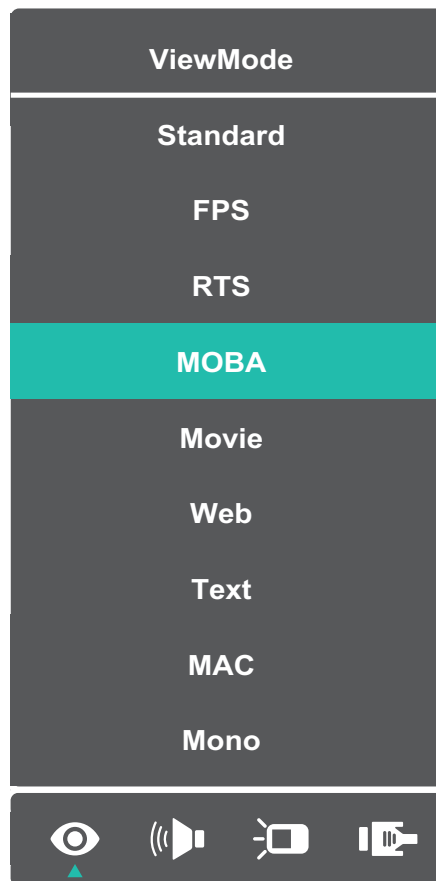 ViewMode
Standard
FPS
RTS
MOBA
Movie
Web
Text
MAC
Mono